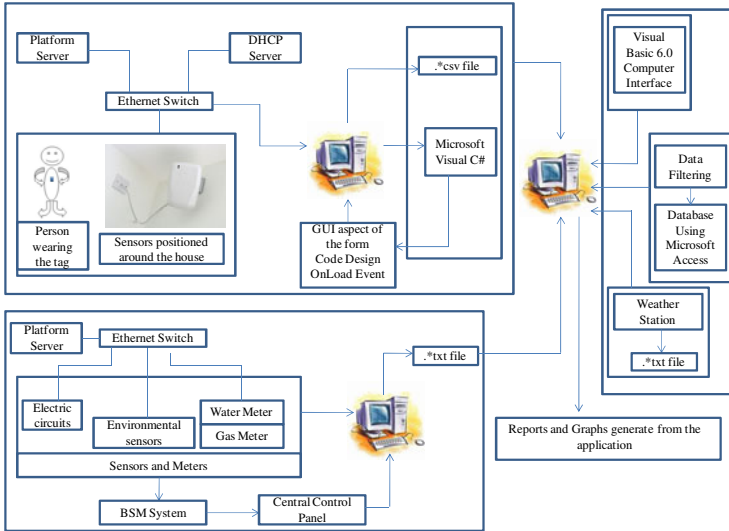 Platform
Server
DHCP
Server
Ethernet Switch
Person
wearing
the tag
Sensors positioned
around the house
.*csv file
Microsoft
Visual C#
GUI aspect of
the form
Code Design
OnLoad Event
Visual
Basic 6.0
Computer
Interface
Data
Filtering
Database
Using
Microsoft
Access
Weather
Station
.*txt file
Platform
Server
Ethernet Switch
Electric
circuits
Environmental
sensors
Water Meter
Gas Meter
Sensors and Meters
BSM System
Central Control
Panel
.*txt file
Reports and Graphs generate from the
application